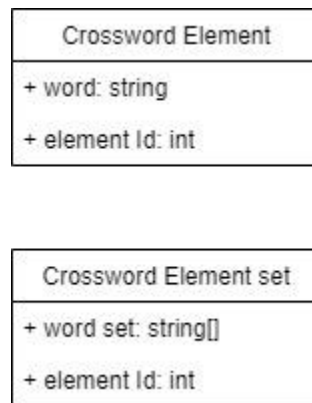 Crossword Element
+ word: string
+ element Id: int
Crossword Element set
+ word set: string[]
+ element Id: int